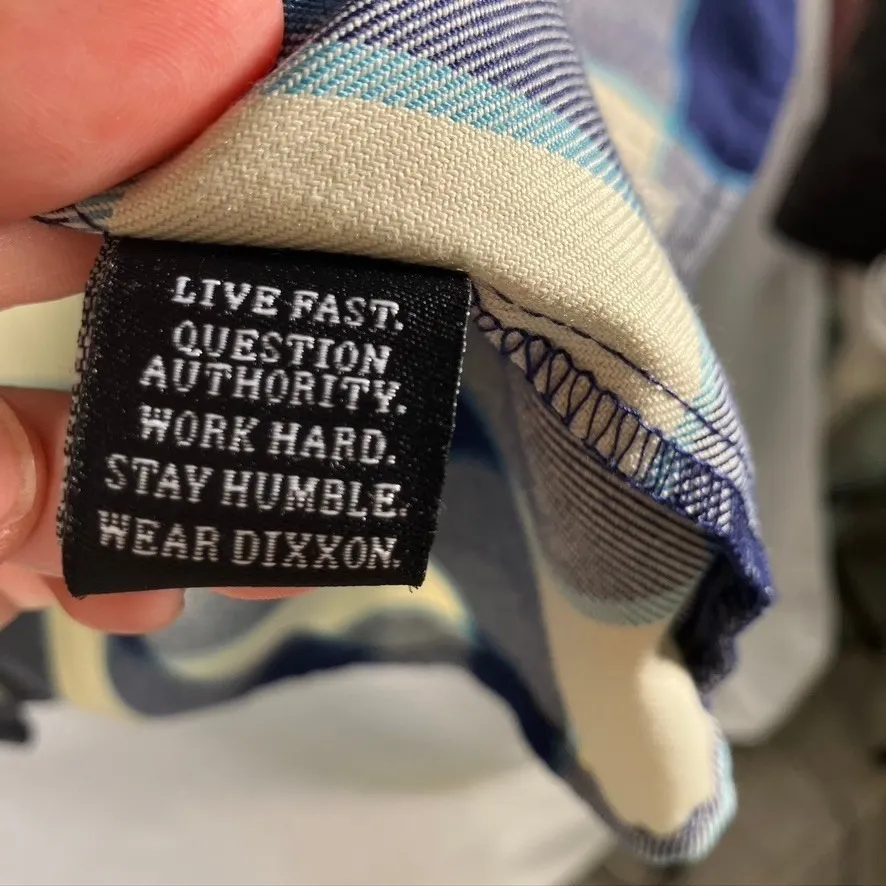 LIVE FAST.
QUESTION
AUTHORITY.
WORK HARD.
STAY HUMBLE.
WEAR DIXXON.